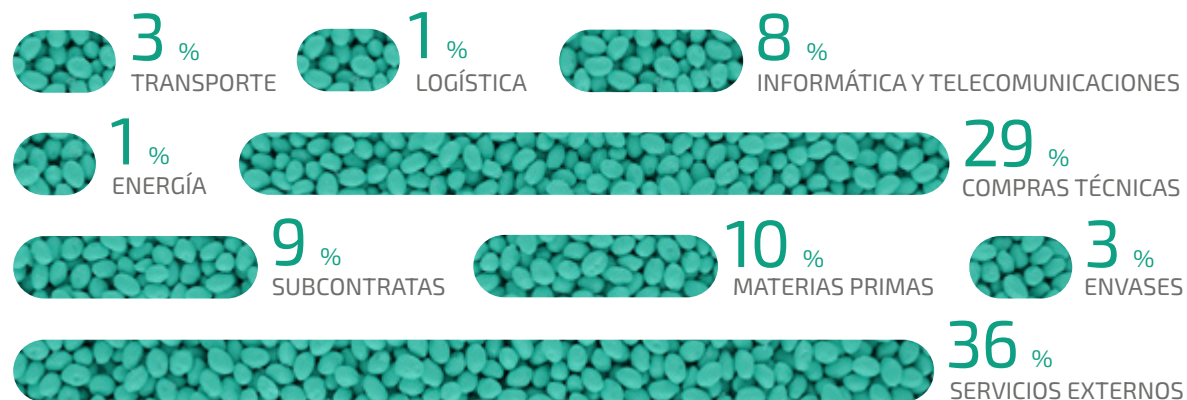 3 %
TRANSPORTE
1 %
LOGÍSTICA
8 %
INFORMÁTICA Y TELECOMUNICACIONES
1 %
ENERGÍA
29 %
COMPRAS TÉCNICAS
9 %
SUBCONTRATAS
10 %
MATERIAS PRIMAS
3 %
ENVASES
36 %
SERVICIOS EXTERNOS